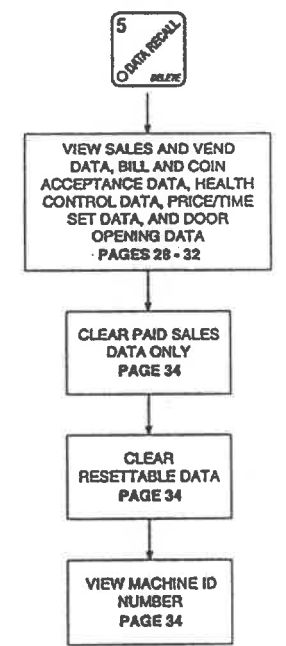 5
DATA RECALL
DELETE
VIEW SALES AND VEND
DATA, BILL AND COIN
ACCEPTANCE DATA, HEALTH
CONTROL DATA, PRICE/TIME
SET DATA, AND DOOR
OPENING DATA
PAGES 28 - 32
CLEAR PAID SALES
DATA ONLY
PAGE 34
CLEAR
RESETTABLE DATA
PAGE 34
VIEW MACHINE ID
NUMBER
PAGE 34